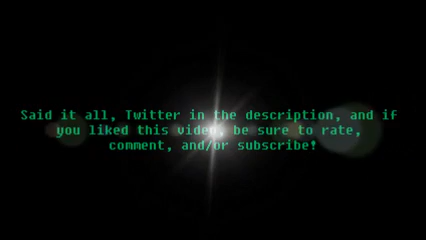 Said it all, Twitter in the description, and if
you liked this video, be sure to rate,
comment, and/or subscribe!